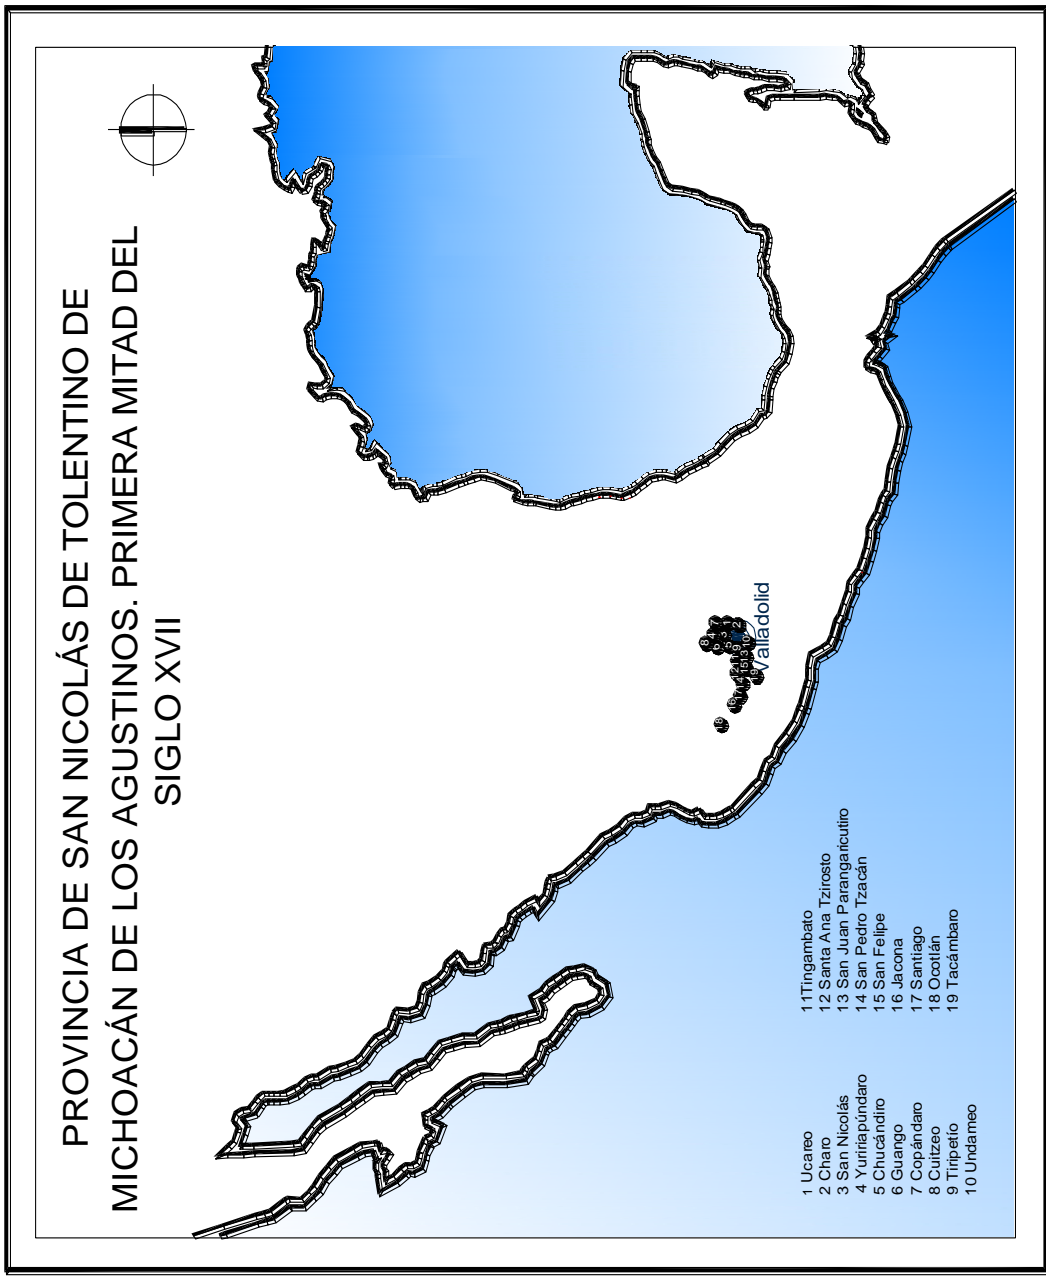 PROVINCIA DE SAN NICOLÁS DE TOLENTINO DE
MICHOACÁN DE LOS AGUSTINOS. PRIMERA MITAD DEL
SIGLO XVII
Valladolid
1 Ucareo
2 Charo
3 San Nicolás
4 Yuririapúndaro
5 Chucándiro
6 Guango
7 Copándaro
8 Cuitzeo
9 Tiripetío
10 Undameo
11Tingambato
12 Santa Ana Tzirosto
13 San Juan Parangaricutiro
14 San Pedro Tzacán
15 San Felipe
16 Jacona
17 Santiago
18 Ocotlán
19 Tacámbaro